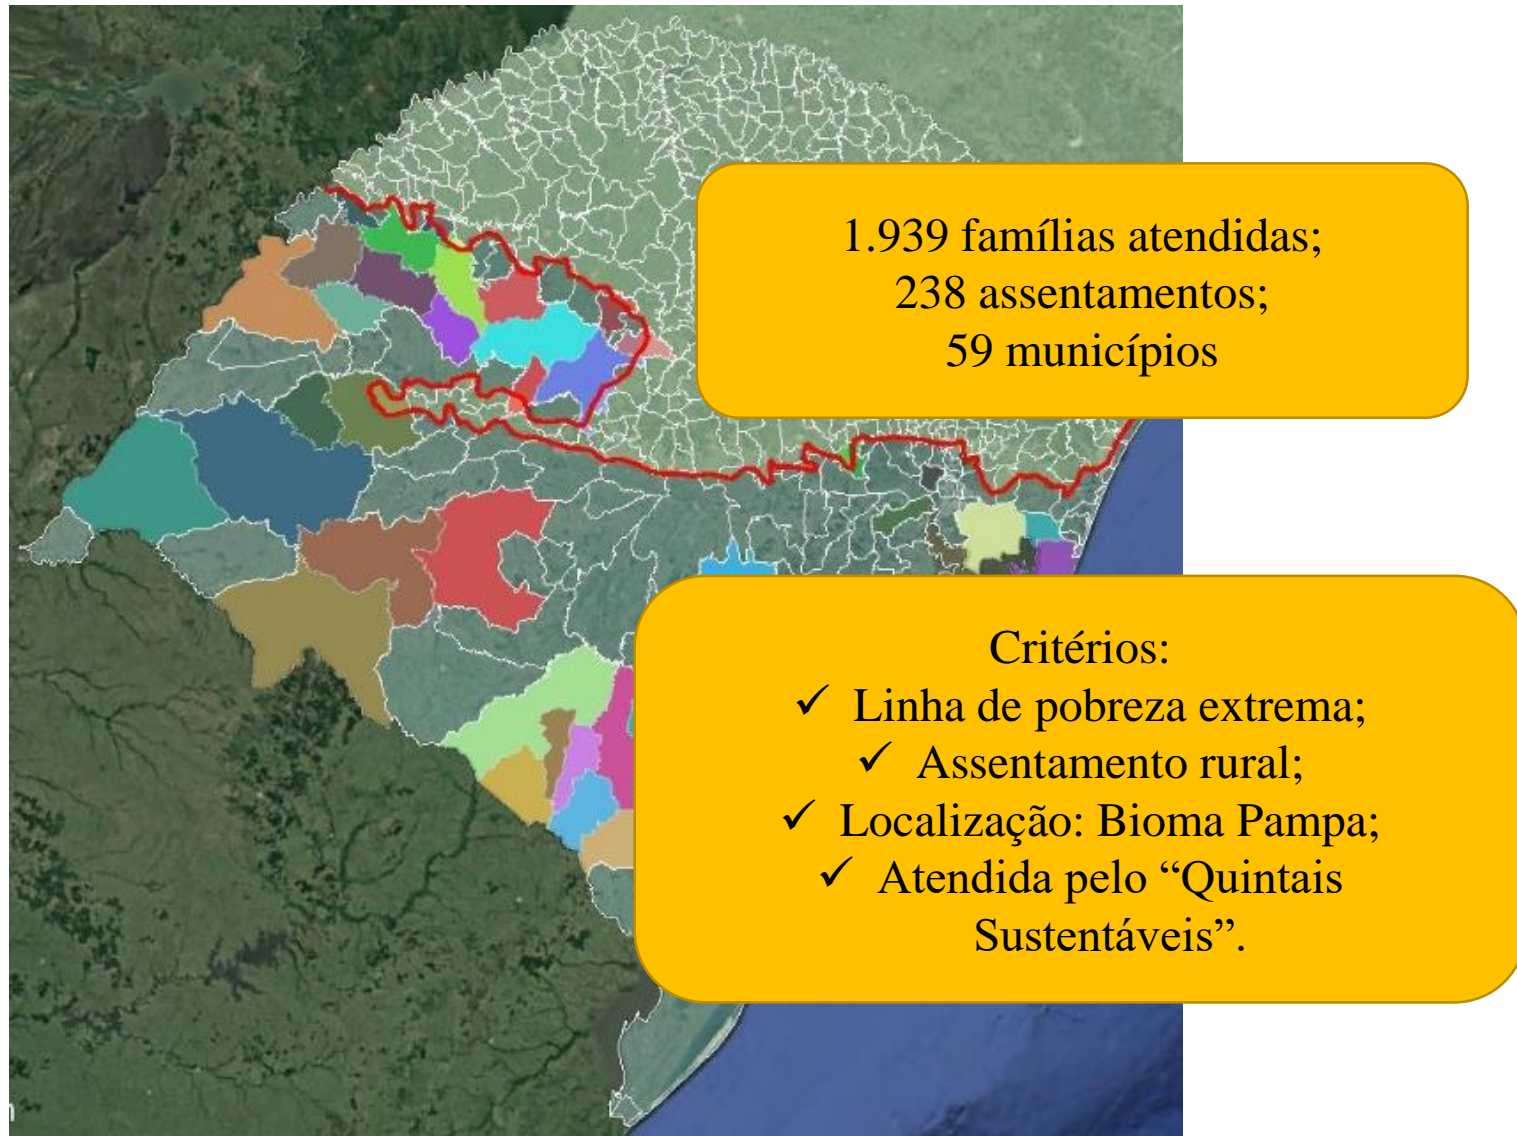 1.939 famílias atendidas;
238 assentamentos;
59 municípios
Critérios:
✓ Linha de pobreza extrema;
✓ Assentamento rural;
✓ Localização: Bioma Pampa;
✓ Atendida pelo “Quintais
Sustentáveis”.